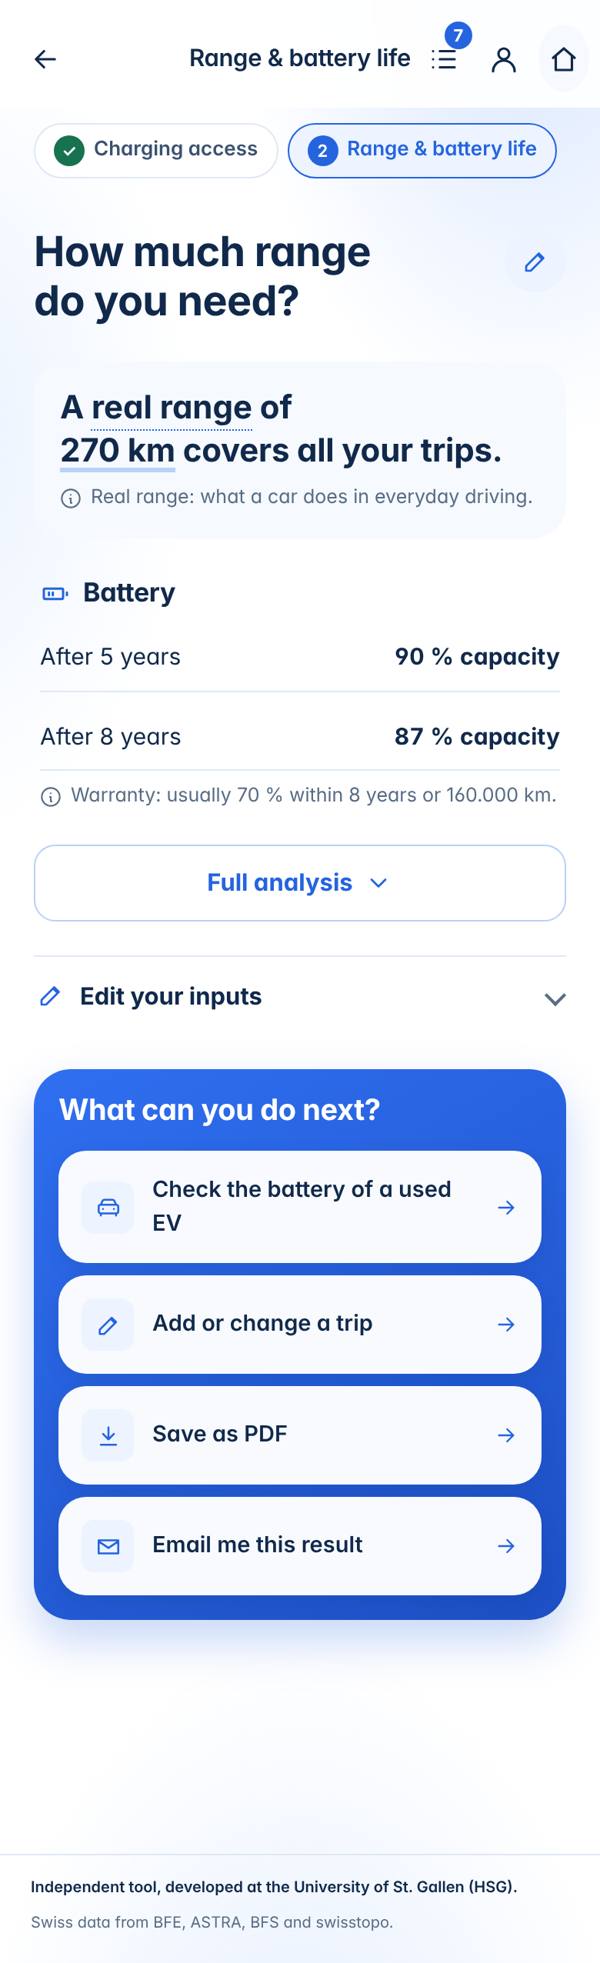 Range & battery life
7
Charging access
2 Range & battery life
How much range
do you need?
A real range of
270 km covers all your trips.
Real range: what a car does in everyday driving.
Battery
After 5 years 90 % capacity
After 8 years 87 % capacity
Warranty: usually 70 % within 8 years or 160.000 km.
Full analysis
Edit your inputs
What can you do next?
Check the battery of a used
EV
Add or change a trip
Save as PDF
Email me this result
Independent tool, developed at the University of St. Gallen (HSG).
Swiss data from BFE, ASTRA, BFS and swisstopo.